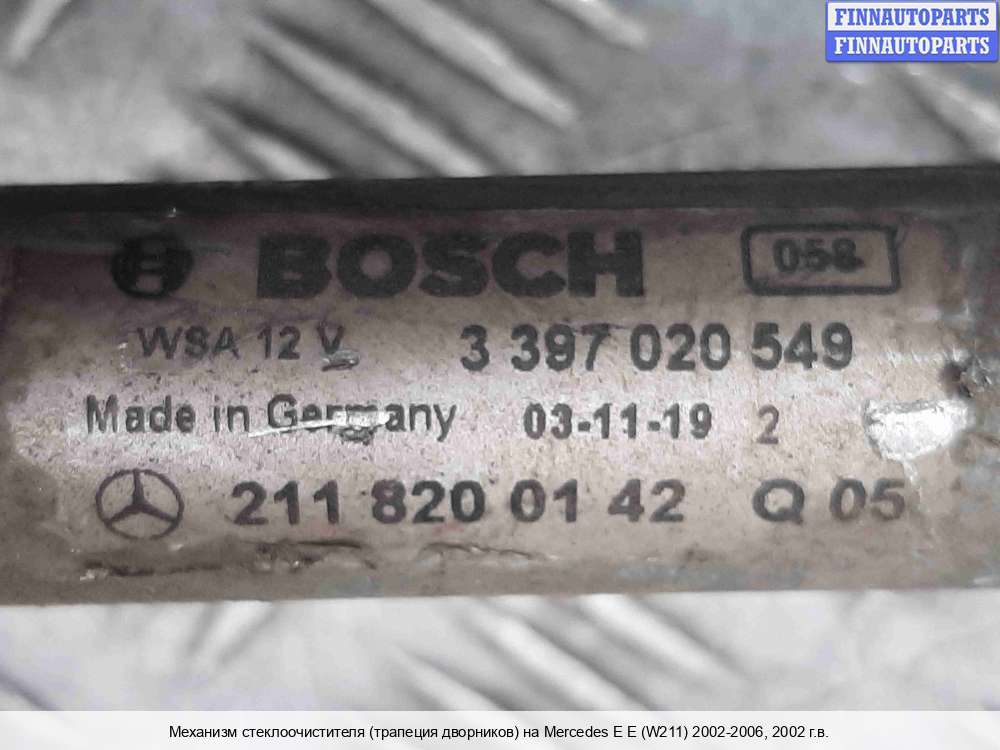 FINNAUTOPARTS
FINNAUTOPARTS
BOSCH 058
WSA 12 V 3 397 020 549
Made in Germany 03-11-19 2
211 820 01 42 Q 05
Механизм стеклоочистителя (трапеция дворников) на Mercedes E E (W211) 2002-2006, 2002 г.в.